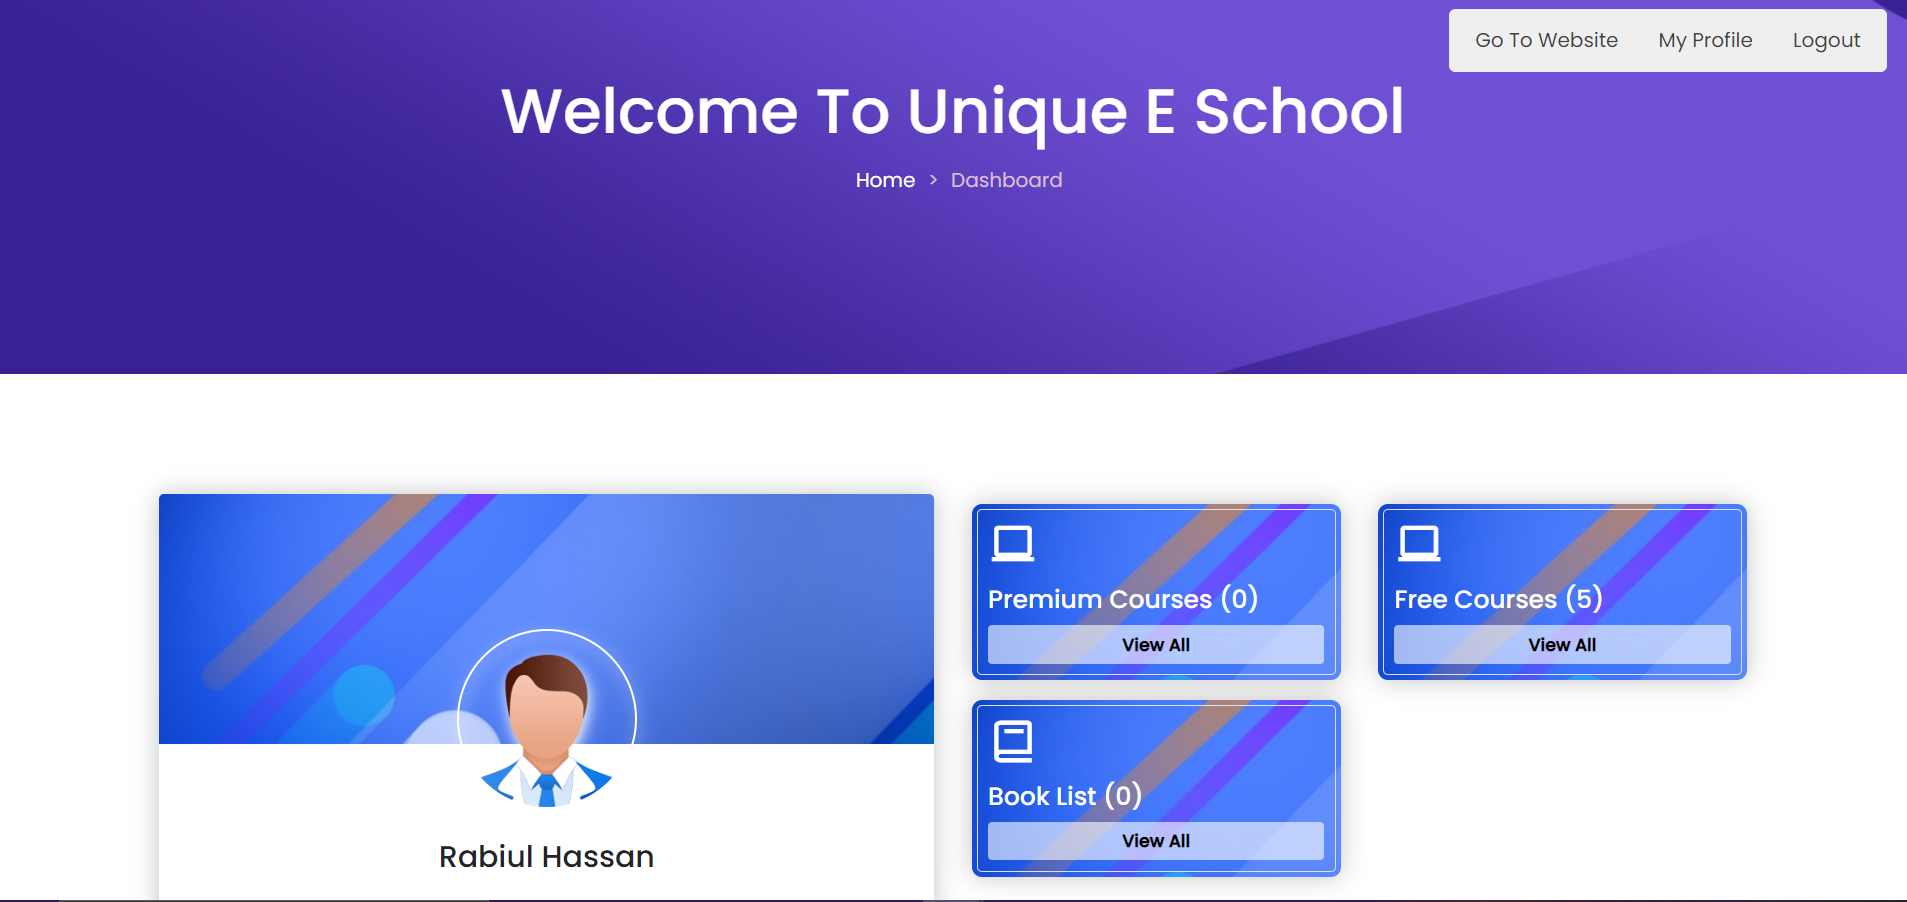 Go To Website My Profile Logout
Welcome To Unique E School
Home > Dashboard
Premium Courses (0)
View All
Free Courses (5)
View All
Book List (0)
View All
Rabiul Hassan